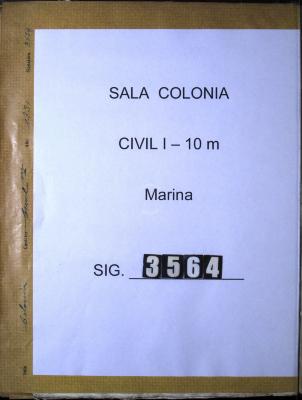 SALA COLONIA
CIVIL I – 10 m
Marina
SIG. 3564